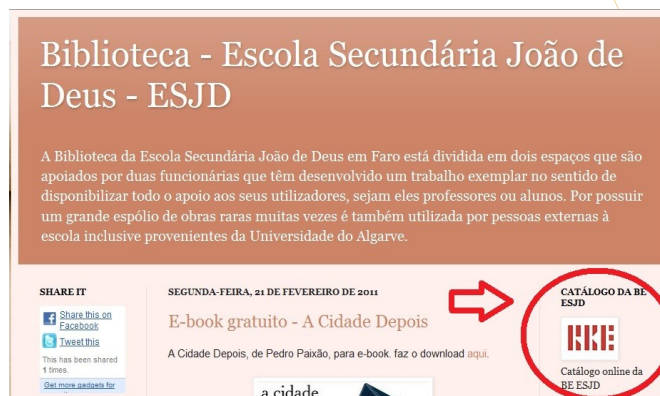 Biblioteca - Escola Secundária João de
Deus - ESJD
A Biblioteca da Escola Secundária João de Deus em Faro está dividida em dois espaços que são
apoiados por duas funcionárias que têm desenvolvido um trabalho exemplar no sentido de
disponibilizar todo o apoio aos seus utilizadores, sejam eles professores ou alunos. Por possuir
um grande espólio de obras raras muitas vezes é também utilizada por pessoas externas à
escola inclusive provenientes da Universidade do Algarve.
SHARE IT
Share this on
Facebook
Tweet this
This has been shared
1 times.
Get more gadgets for
SEGUNDA-FEIRA, 21 DE FEVEREIRO DE 2011
E-book gratuito - A Cidade Depois
A Cidade Depois, de Pedro Paixão, para e-book. faz o download aqui.
a cidade
CATÁLOGO DA BE
ESJD
Catálogo online da
BE ESJD